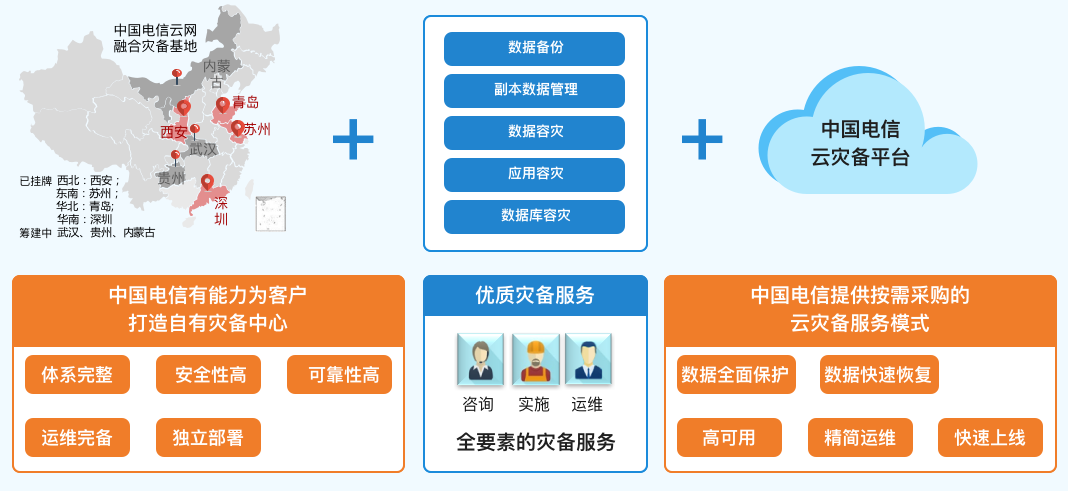 中国电信云网
融合灾备基地
内蒙
古
青岛
西安
苏州
武汉
贵州
深
圳
已挂牌 西北：西安；
东南：苏州；
华北：青岛;
华南：深圳
筹建中 武汉、贵州、内蒙古
数据备份
副本数据管理
数据容灾
应用容灾
数据库容灾
中国电信
云灾备平台
中国电信有能力为客户
打造自有灾备中心
体系完整 安全性高 可靠性高
运维完备 独立部署
优质灾备服务
咨询 实施 运维
全要素的灾备服务
中国电信提供按需采购的
云灾备服务模式
数据全面保护 数据快速恢复
高可用 精简运维 快速上线